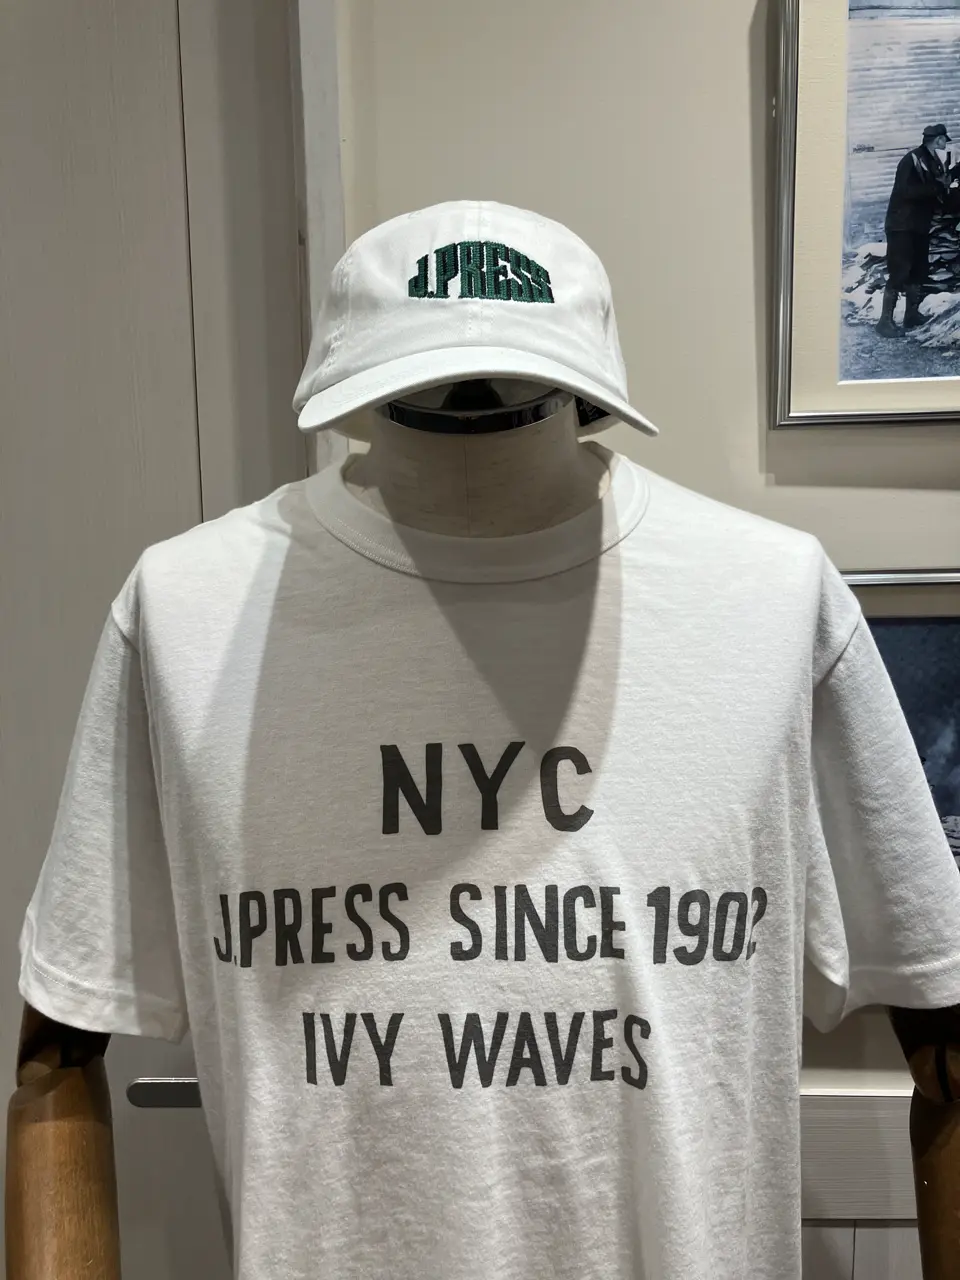 J.PRESS
NYC
J.PRESS SINCE 1902
IVY WAVES